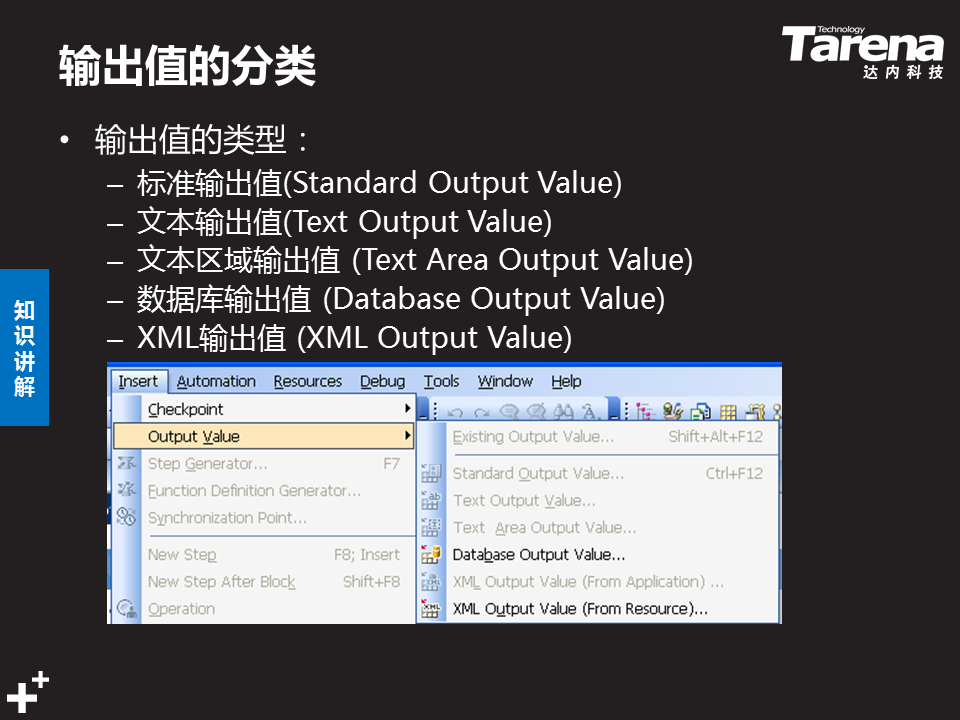 输出值的分类
Technology
Tarena
达内科技
• 输出值的类型：
– 标准输出值(Standard Output Value)
– 文本输出值(Text Output Value)
– 文本区域输出值 (Text Area Output Value)
– 数据库输出值 (Database Output Value)
– XML输出值 (XML Output Value)
知识讲解
Insert Automation Resources Debug Tools Window Help
Checkpoint
Output Value
Step Generator... F7
Function Definition Generator...
Synchronization Point...
New Step F8; Insert
New Step After Block Shift+F8
Operation
Existing Output Value... Shift+Alt+F12
Standard Output Value... Ctrl+F12
Text Output Value...
Text Area Output Value...
Database Output Value...
XML Output Value (From Application) ...
XML Output Value (From Resource)...